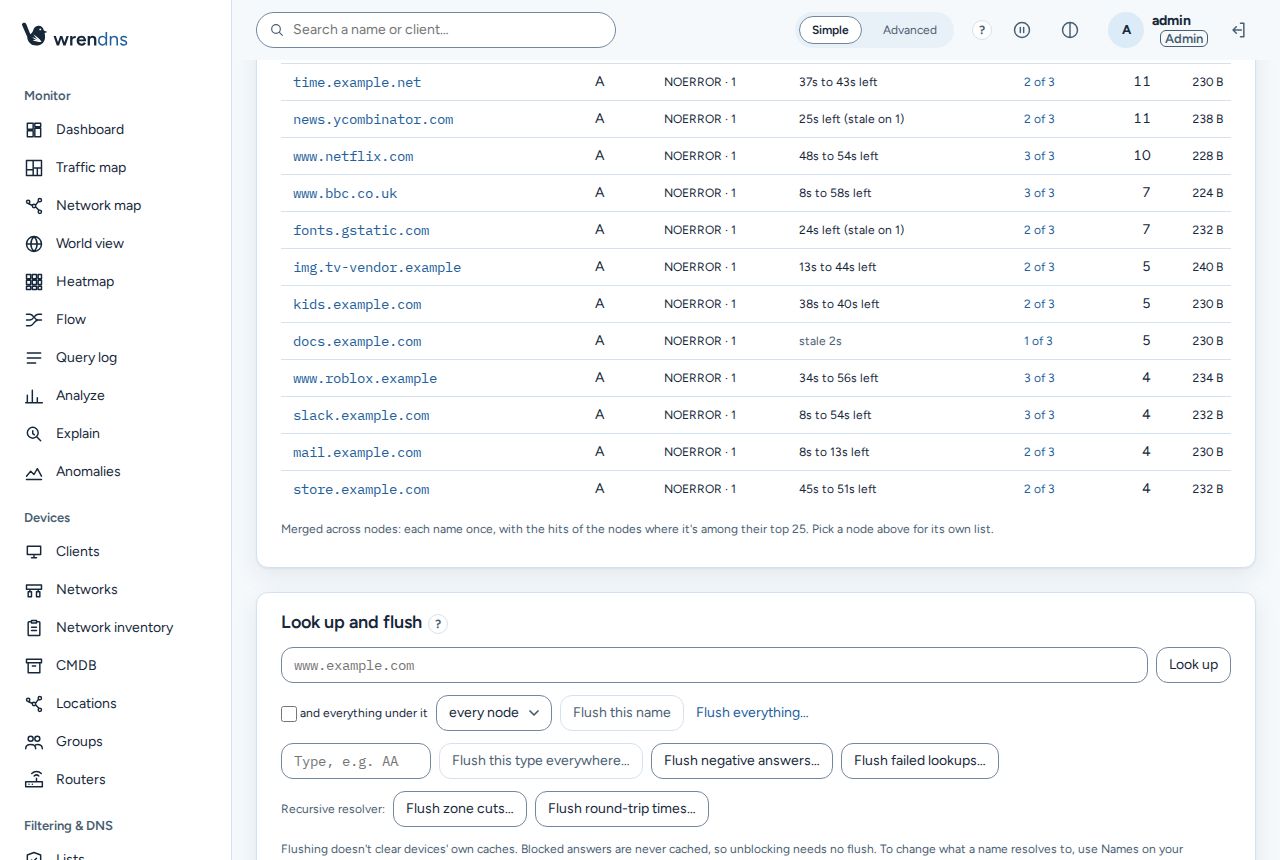 wrendns
Search a name or client...
Simple
Advanced
?
A
admin
Admin
Monitor
Dashboard
Traffic map
Network map
World view
Heatmap
Flow
Query log
Analyze
Explain
Anomalies
Devices
Clients
Networks
Network inventory
CMDB
Locations
Groups
Routers
Filtering & DNS
Lists
time.example.net A NOERROR · 1 37s to 43s left 2 of 3 11 230 B
news.ycombinator.com A NOERROR · 1 25s left (stale on 1) 2 of 3 11 238 B
www.netflix.com A NOERROR · 1 48s to 54s left 3 of 3 10 228 B
www.bbc.co.uk A NOERROR · 1 8s to 58s left 3 of 3 7 224 B
fonts.gstatic.com A NOERROR · 1 24s left (stale on 1) 2 of 3 7 232 B
img.tv-vendor.example A NOERROR · 1 13s to 44s left 2 of 3 5 240 B
kids.example.com A NOERROR · 1 38s to 40s left 2 of 3 5 230 B
docs.example.com A NOERROR · 1 stale 2s 1 of 3 5 230 B
www.roblox.example A NOERROR · 1 34s to 56s left 3 of 3 4 234 B
slack.example.com A NOERROR · 1 8s to 54s left 3 of 3 4 232 B
mail.example.com A NOERROR · 1 8s to 13s left 2 of 3 4 230 B
store.example.com A NOERROR · 1 45s to 51s left 2 of 3 4 232 B
Merged across nodes: each name once, with the hits of the nodes where it's among their top 25. Pick a node above for its own list.
Look up and flush ?
www.example.com Look up
and everything under it every node Flush this name Flush everything...
Type, e.g. AA Flush this type everywhere... Flush negative answers... Flush failed lookups...
Recursive resolver: Flush zone cuts... Flush round-trip times...
Flushing doesn't clear devices' own caches. Blocked answers are never cached, so unblocking needs no flush. To change what a name resolves to, use Names on your